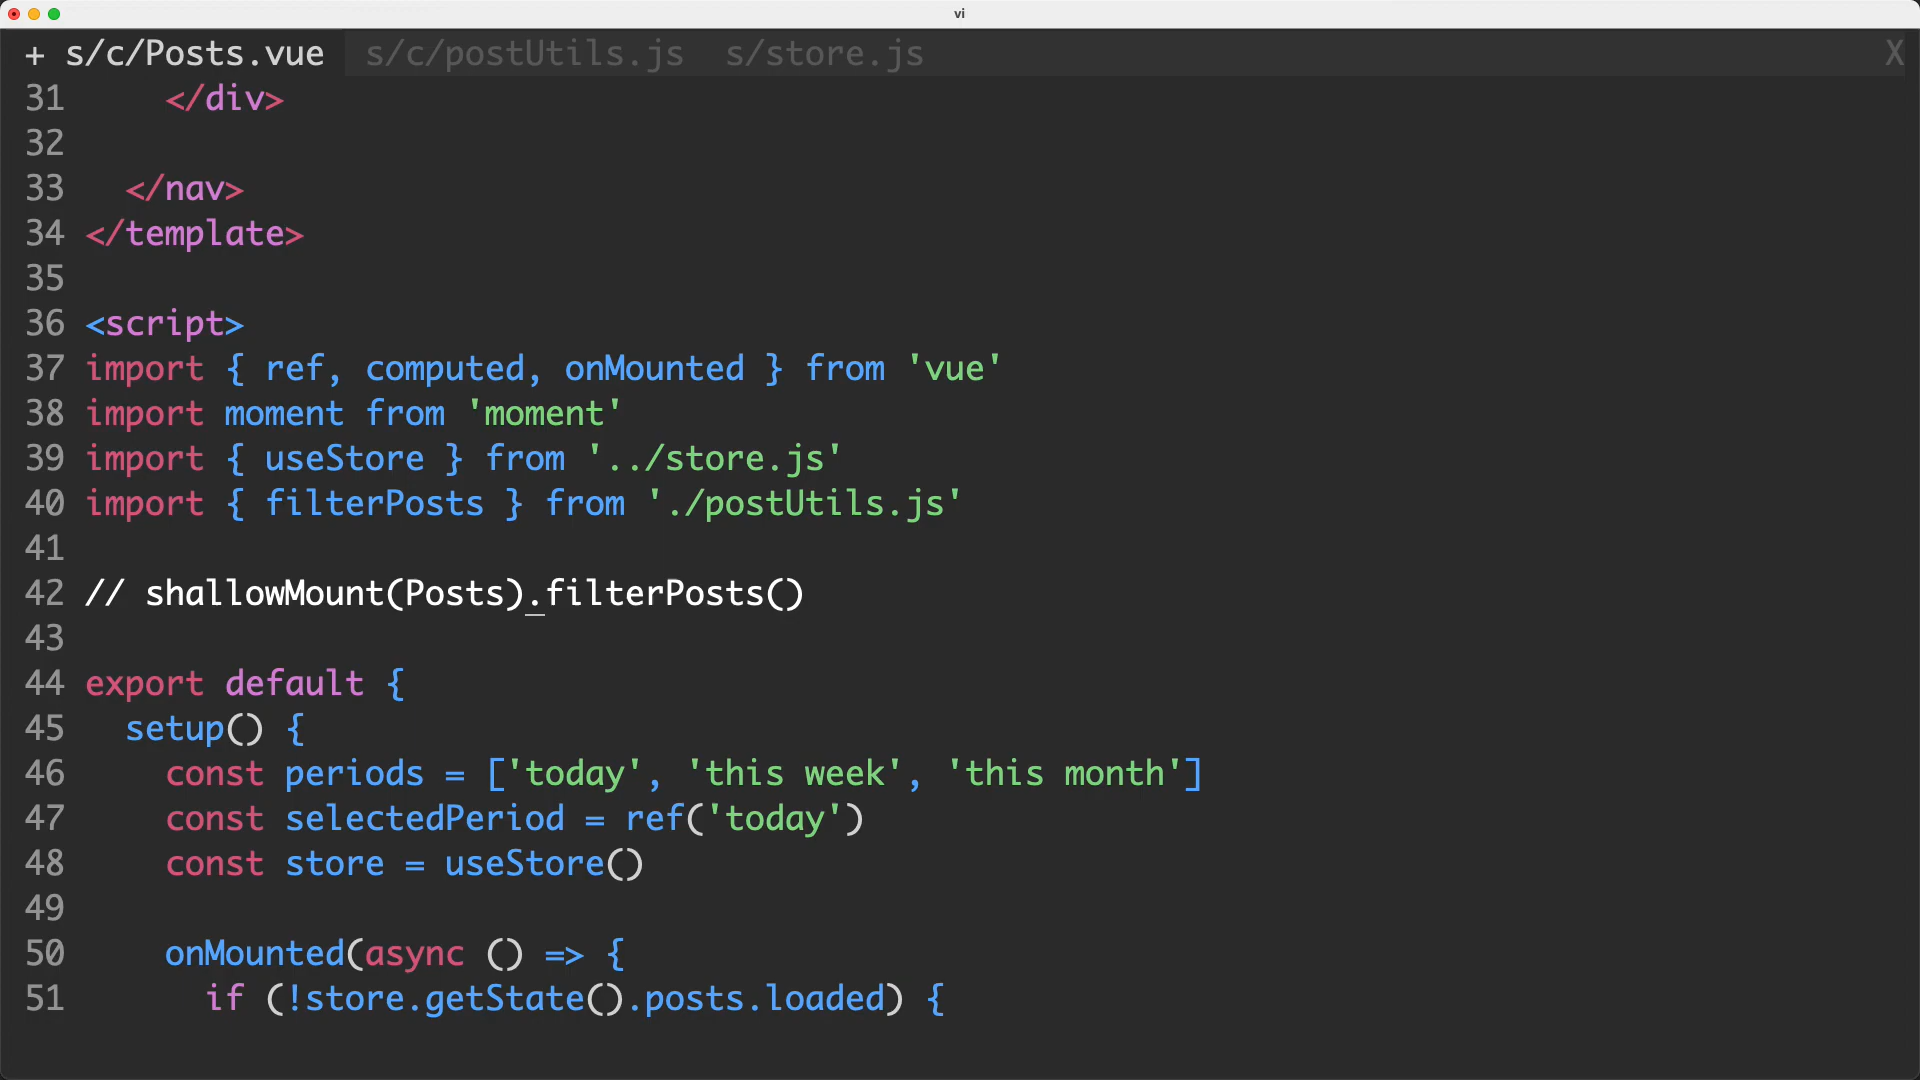 vi
+ s/c/Posts.vue s/c/postUtils.js s/store.js X
31     </div>
32
33   </nav>
34 </template>
35
36 <script>
37 import { ref, computed, onMounted } from 'vue'
38 import moment from 'moment'
39 import { useStore } from '../store.js'
40 import { filterPosts } from './postUtils.js'
41
42 // shallowMount(Posts).filterPosts()
43
44 export default {
45   setup() {
46     const periods = ['today', 'this week', 'this month']
47     const selectedPeriod = ref('today')
48     const store = useStore()
49
50     onMounted(async () => {
51       if (!store.getState().posts.loaded) {